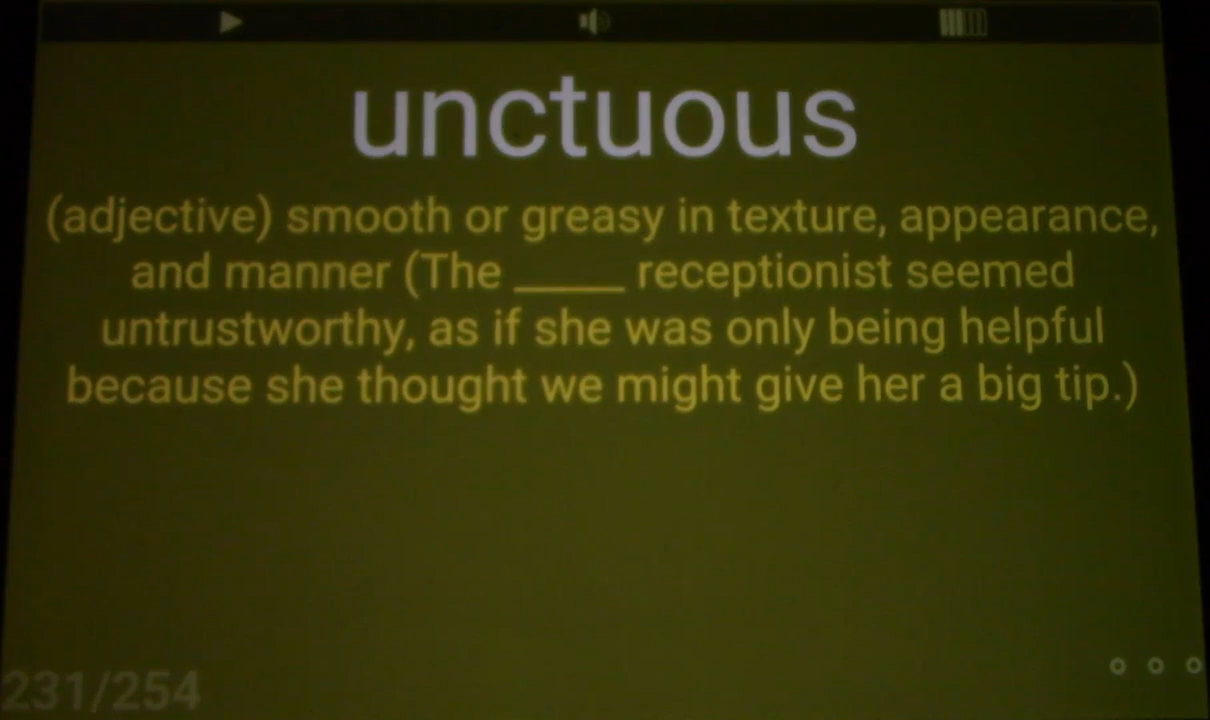 unctuous
(adjective) smooth or greasy in texture, appearance,
and manner (The _____ receptionist seemed
untrustworthy, as if she was only being helpful
because she thought we might give her a big tip.)
231/254